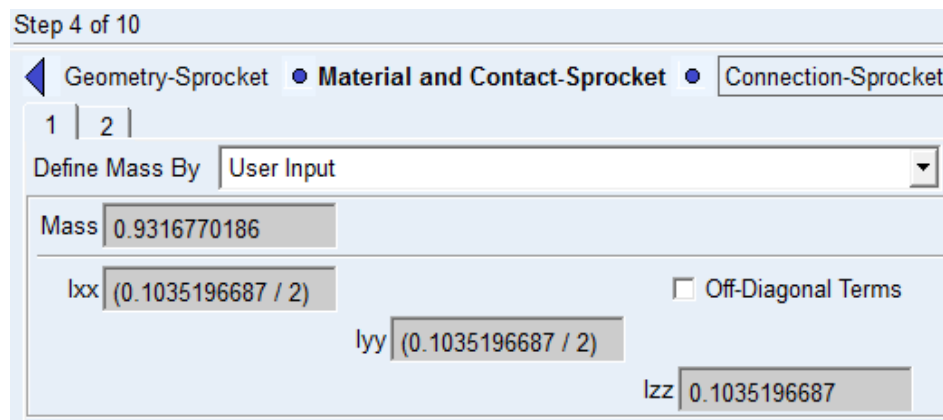 Step 4 of 10
Geometry-Sprocket Material and Contact-Sprocket Connection-Sprocket
1 2
Define Mass By User Input
Mass 0.9316770186
Ixx (0.1035196687 / 2) Off-Diagonal Terms
Iyy (0.1035196687 / 2)
Izz 0.1035196687